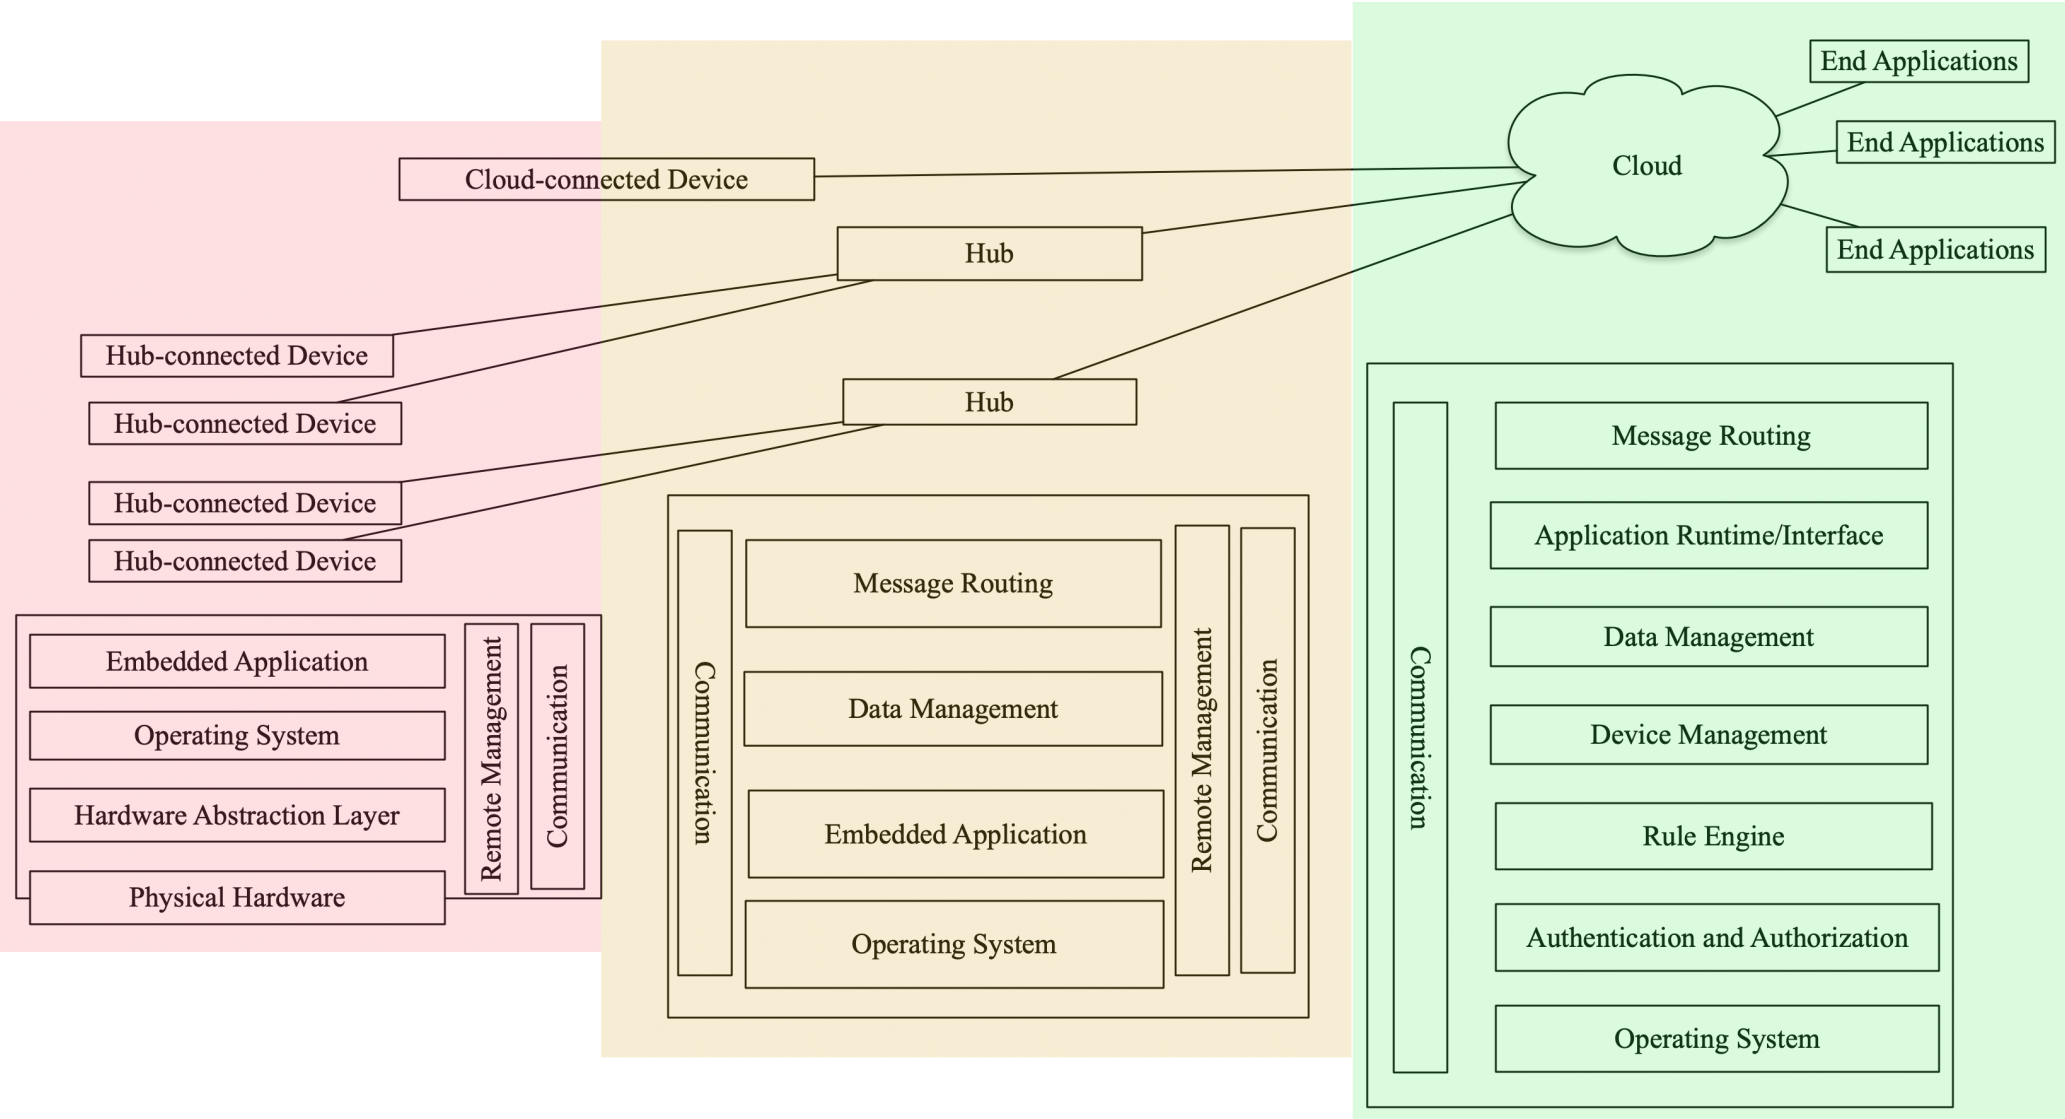 End Applications
End Applications
Cloud
Cloud-connected Device
Hub
End Applications
Hub-connected Device
Hub
Hub-connected Device
Hub-connected Device
Hub-connected Device
Embedded Application
Operating System
Hardware Abstraction Layer
Physical Hardware
Remote Management
Communication
Communication
Message Routing
Data Management
Embedded Application
Operating System
Remote Management
Communication
Communication
Message Routing
Application Runtime/Interface
Data Management
Device Management
Rule Engine
Authentication and Authorization
Operating System